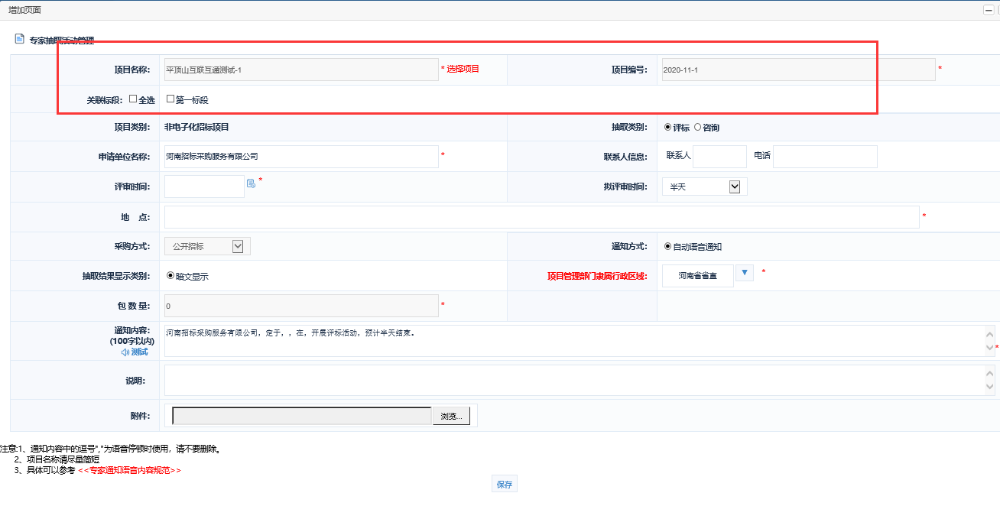 增加页面
专家抽取活动管理
项目名称: 平顶山互联互通测试-1 * 选择项目 项目编号: 2020-11-1 *
关联标段: 全选 第一标段
项目类别: 非电子化招标项目 抽取类别: 评标 咨询
申请单位名称: 河南招标采购服务有限公司 * 联系人信息: 联系人 电话
评审时间: * 拟评审时间: 半天
地 点: *
采购方式: 公开招标 通知方式: 自动语音通知
抽取结果显示类别: 暗文显示 项目管理部门隶属行政区域: 河南省省直 *
包 数 量: 0 *
通知内容: 河南招标采购服务有限公司，定于，，在，开展评标活动，预计半天结束。
(100字以内)
测试 *
说明:
附件: 浏览...
注意:1、通知内容中的逗号","为语音停顿时使用，请不要删除。
2、项目名称请尽量简短
3、具体可以参考 <<专家通知语音内容规范>>
保存